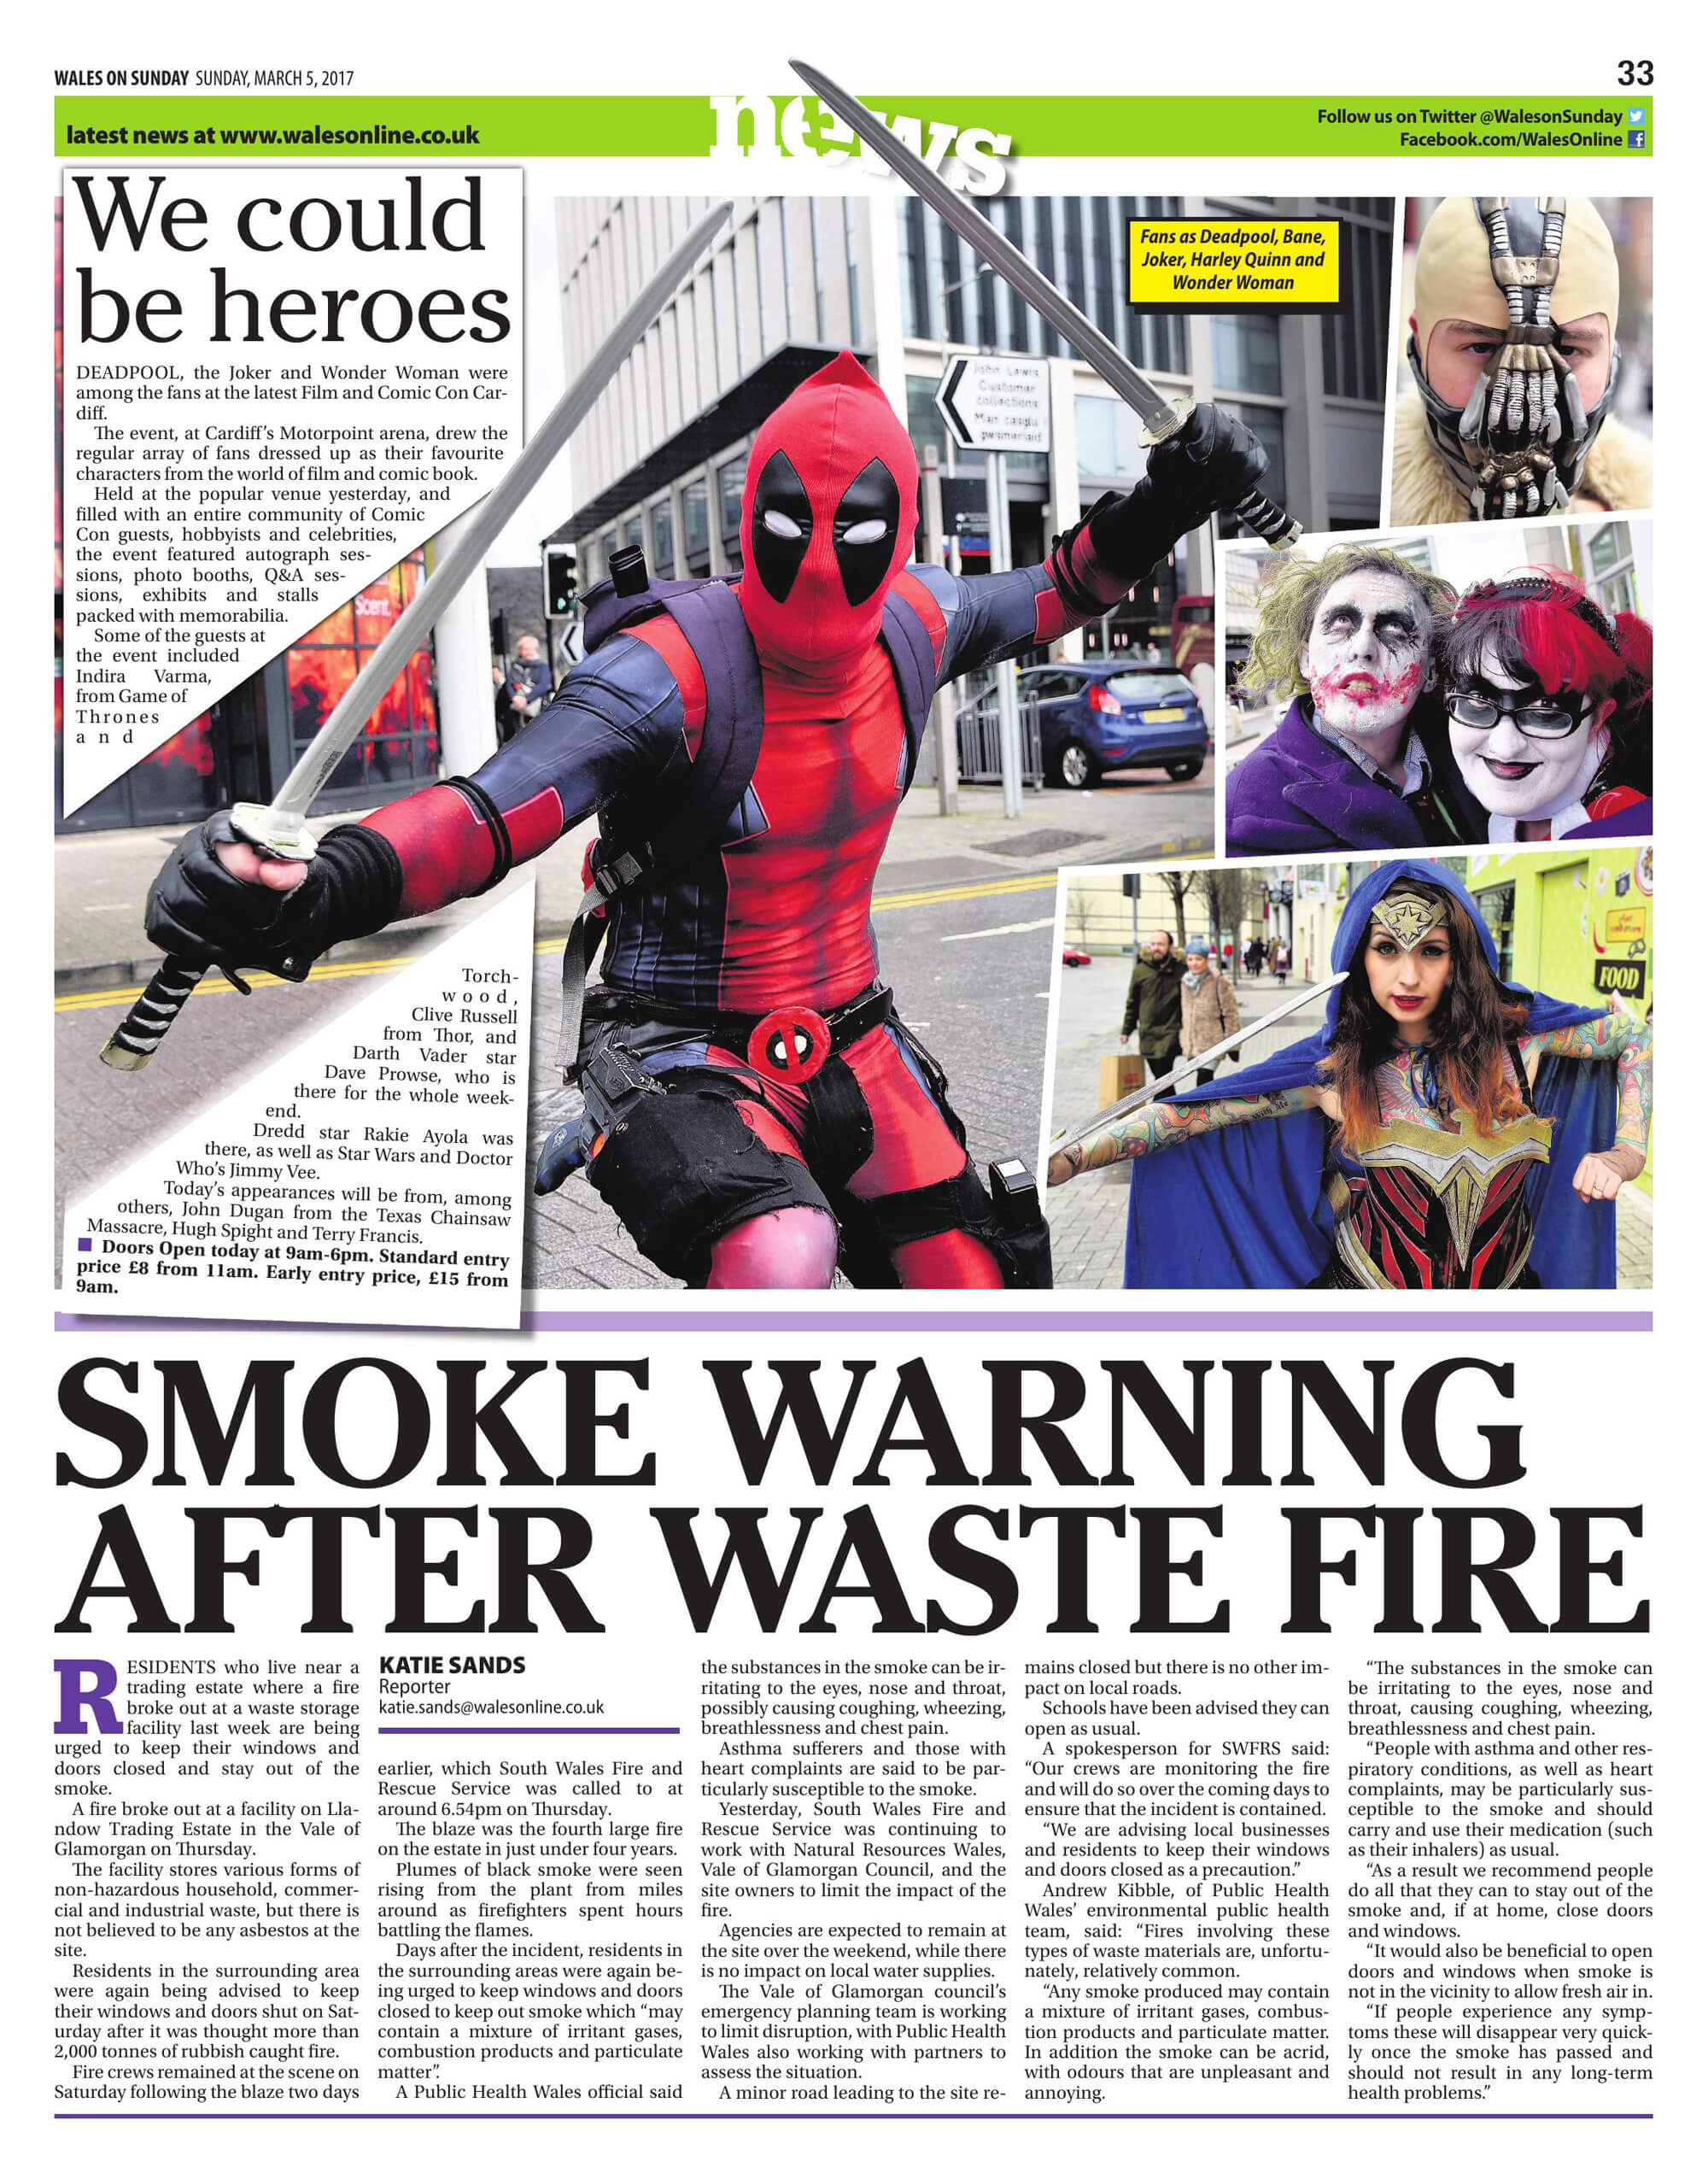 WALES ON SUNDAY SUNDAY, MARCH 5, 2017
33
latest news at www.walesonline.co.uk
news
Follow us on Twitter @WalesonSunday
Facebook.com/WalesOnline
We could
be heroes
DEADPOOL, the Joker and Wonder Woman were
among the fans at the latest Film and Comic Con Car-
diff.
The event, at Cardiff's Motorpoint arena, drew the
regular array of fans dressed up as their favourite
characters from the world of film and comic book.
Held at the popular venue yesterday, and
filled with an entire community of Comic
Con guests, hobbyists and celebrities,
the event featured autograph ses-
sions, photo booths, Q&A ses-
sions, exhibits and stalls
packed with memorabilia.
Some of the guests at
the event included
Indira Varma,
from Game of
Thrones
and
Torch-
wood,
Clive Russell
from Thor, and
Darth Vader star
Dave Prowse, who is
there for the whole week-
end.
Dredd star Rakie Ayola was
there, as well as Star Wars and Doctor
Who's Jimmy Vee.
Today's appearances will be from, among
others, John Dugan from the Texas Chainsaw
Massacre, Hugh Spight and Terry Francis.
■ Doors Open today at 9am-6pm. Standard entry
price £8 from 11am. Early entry price, £15 from
9am.
Fans as Deadpool, Bane,
Joker, Harley Quinn and
Wonder Woman
John Lewis
Customer
collections
Man casglu
cwsmeriaid
Scent
FOOD
SMOKE WARNING
AFTER WASTE FIRE
RESIDENTS who live near a
trading estate where a fire
broke out at a waste storage
facility last week are being
urged to keep their windows and
doors closed and stay out of the
smoke.
A fire broke out at a facility on Lla-
ndow Trading Estate in the Vale of
Glamorgan on Thursday.
The facility stores various forms of
non-hazardous household, commer-
cial and industrial waste, but there is
not believed to be any asbestos at the
site.
Residents in the surrounding area
were again being advised to keep
their windows and doors shut on Sat-
urday after it was thought more than
2,000 tonnes of rubbish caught fire.
Fire crews remained at the scene on
Saturday following the blaze two days
KATIE SANDS
Reporter
katie.sands@walesonline.co.uk
earlier, which South Wales Fire and
Rescue Service was called to at
around 6.54pm on Thursday.
The blaze was the fourth large fire
on the estate in just under four years.
Plumes of black smoke were seen
rising from the plant from miles
around as firefighters spent hours
battling the flames.
Days after the incident, residents in
the surrounding areas were again be-
ing urged to keep windows and doors
closed to keep out smoke which "may
contain a mixture of irritant gases,
combustion products and particulate
matter".
A Public Health Wales official said
the substances in the smoke can be ir-
ritating to the eyes, nose and throat,
possibly causing coughing, wheezing,
breathlessness and chest pain.
Asthma sufferers and those with
heart complaints are said to be par-
ticularly susceptible to the smoke.
Yesterday, South Wales Fire and
Rescue Service was continuing to
work with Natural Resources Wales,
Vale of Glamorgan Council, and the
site owners to limit the impact of the
fire.
Agencies are expected to remain at
the site over the weekend, while there
is no impact on local water supplies.
The Vale of Glamorgan council's
emergency planning team is working
to limit disruption, with Public Health
Wales also working with partners to
assess the situation.
A minor road leading to the site re-
mains closed but there is no other im-
pact on local roads.
Schools have been advised they can
open as usual.
A spokesperson for SWFRS said:
"Our crews are monitoring the fire
and will do so over the coming days to
ensure that the incident is contained.
"We are advising local businesses
and residents to keep their windows
and doors closed as a precaution."
Andrew Kibble, of Public Health
Wales' environmental public health
team, said: "Fires involving these
types of waste materials are, unfortu-
nately, relatively common.
"Any smoke produced may contain
a mixture of irritant gases, combus-
tion products and particulate matter.
In addition the smoke can be acrid,
with odours that are unpleasant and
annoying.
"The substances in the smoke can
be irritating to the eyes, nose and
throat, causing coughing, wheezing,
breathlessness and chest pain.
"People with asthma and other res-
piratory conditions, as well as heart
complaints, may be particularly sus-
ceptible to the smoke and should
carry and use their medication (such
as their inhalers) as usual.
"As a result we recommend people
do all that they can to stay out of the
smoke and, if at home, close doors
and windows.
"It would also be beneficial to open
doors and windows when smoke is
not in the vicinity to allow fresh air in.
"If people experience any symp-
toms these will disappear very quick-
ly once the smoke has passed and
should not result in any long-term
health problems."